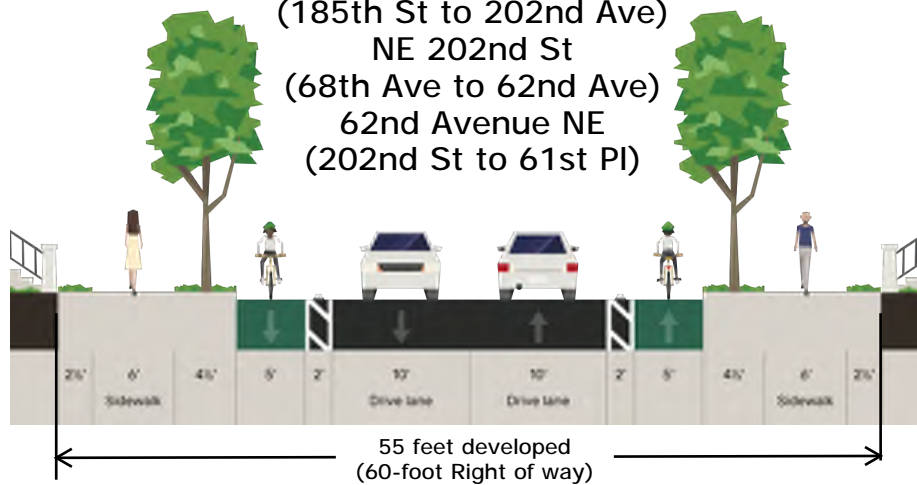 (185th St to 202nd Ave)
NE 202nd St
(68th Ave to 62nd Ave)
62nd Avenue NE
(202nd St to 61st Pl)
2½' 6' 4½' 5' 2' 10' 10' 2' 5' 4½' 6' 2½'
Sidewalk Drive lane Drive lane Sidewalk
55 feet developed
(60-foot Right of way)